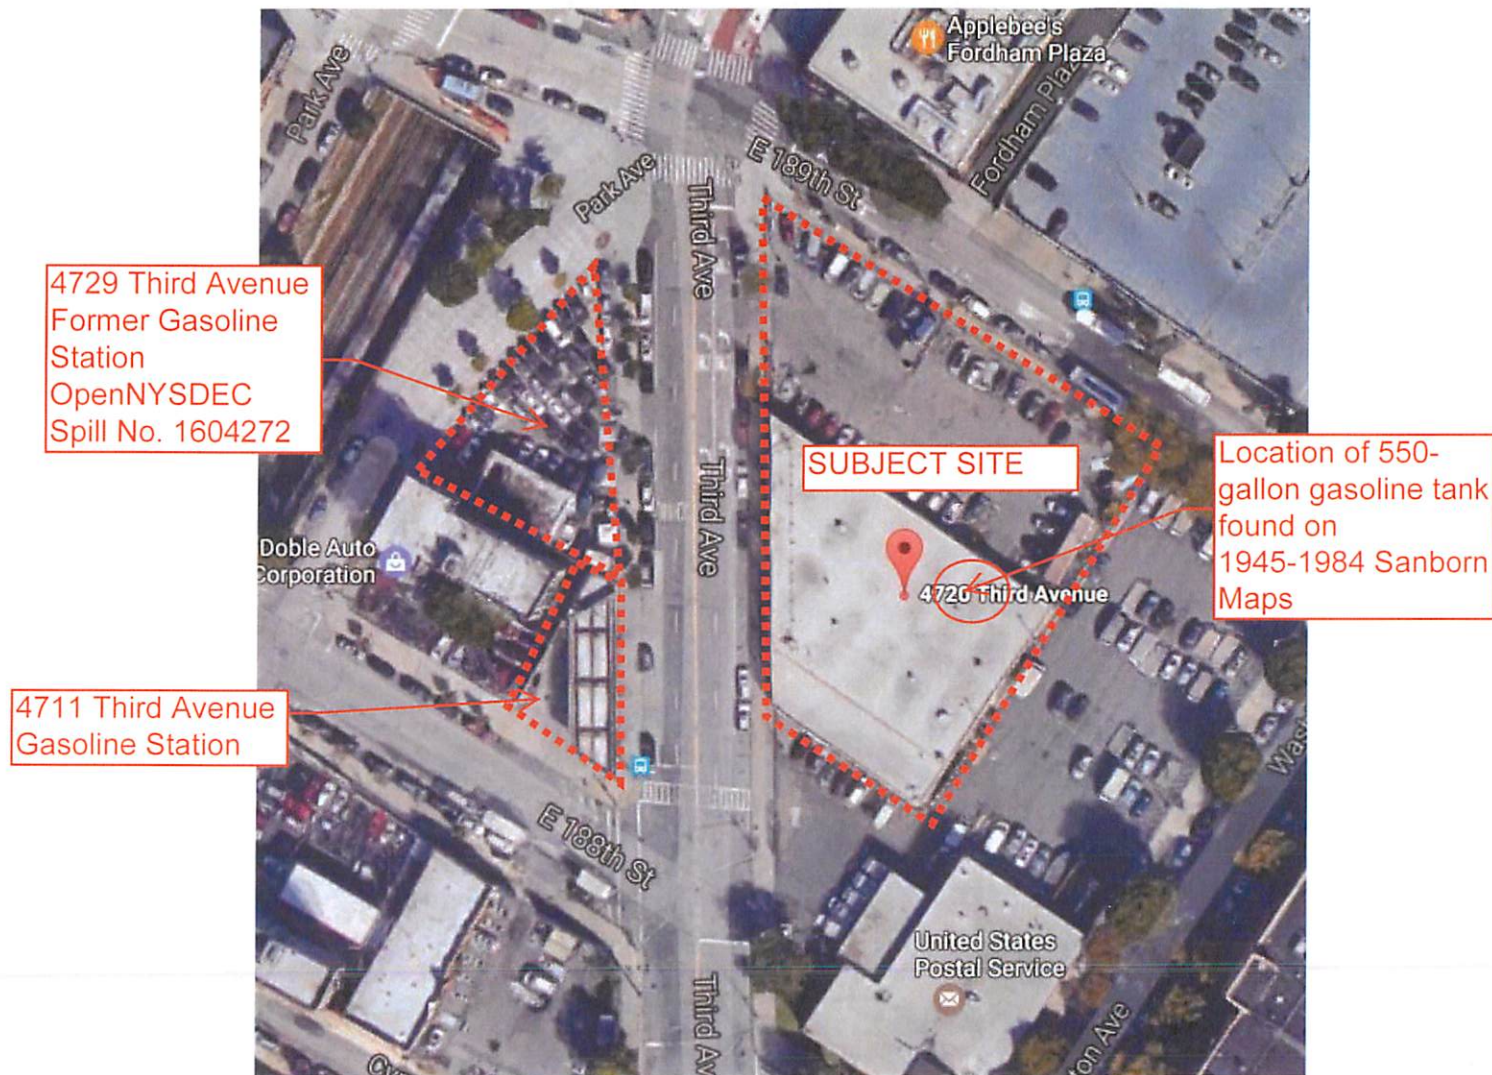 Applebee's
Fordham Plaza
Park Ave
Fordham Plaza
E 189th St
Park Ave
Third Ave
4729 Third Avenue
Former Gasoline
Station
OpenNYSDEC
Spill No. 1604272
SUBJECT SITE
Location of 550-
gallon gasoline tank
found on
1945-1984 Sanborn
Maps
Third Ave
Doble Auto
Corporation
4720 Third Avenue
4711 Third Avenue
Gasoline Station
E 188th St
United States
Postal Service
Third Av